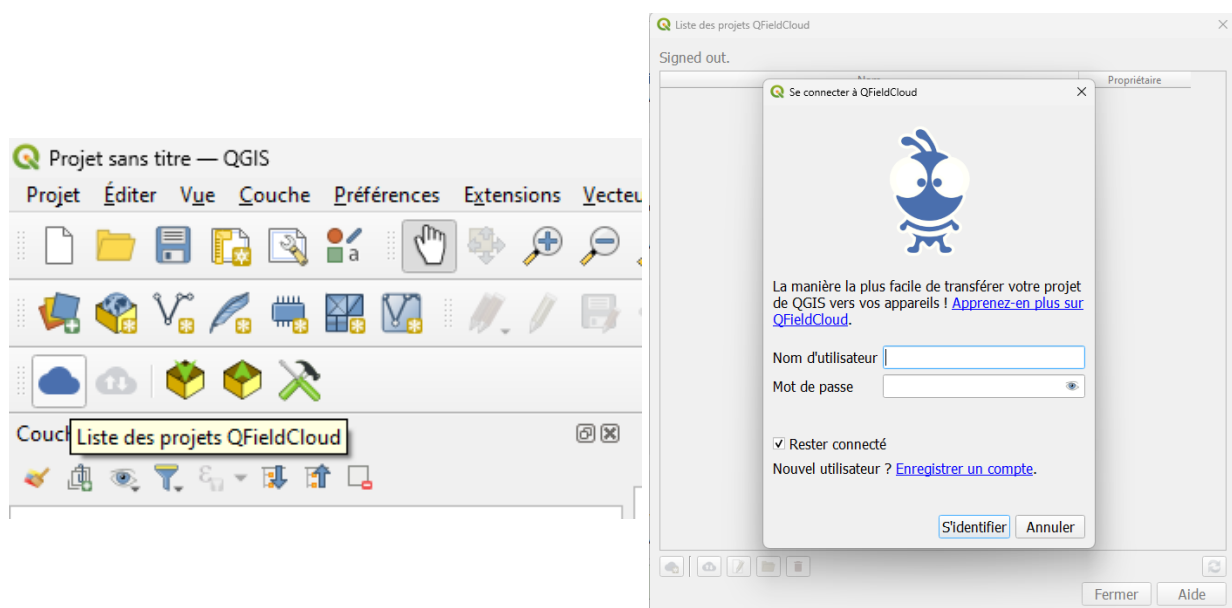 Projet sans titre — QGIS
Projet Éditer Vue Couche Préférences Extensions Vecteu
a
Couch
Liste des projets QFieldCloud
Liste des projets QFieldCloud
Signed out.
Propriétaire
Se connecter à QFieldCloud
La manière la plus facile de transférer votre projet
de QGIS vers vos appareils ! Apprenez-en plus sur
QFieldCloud.
Nom d'utilisateur
Mot de passe
Rester connecté
Nouvel utilisateur ? Enregistrer un compte.
S'identifier Annuler
Fermer Aide